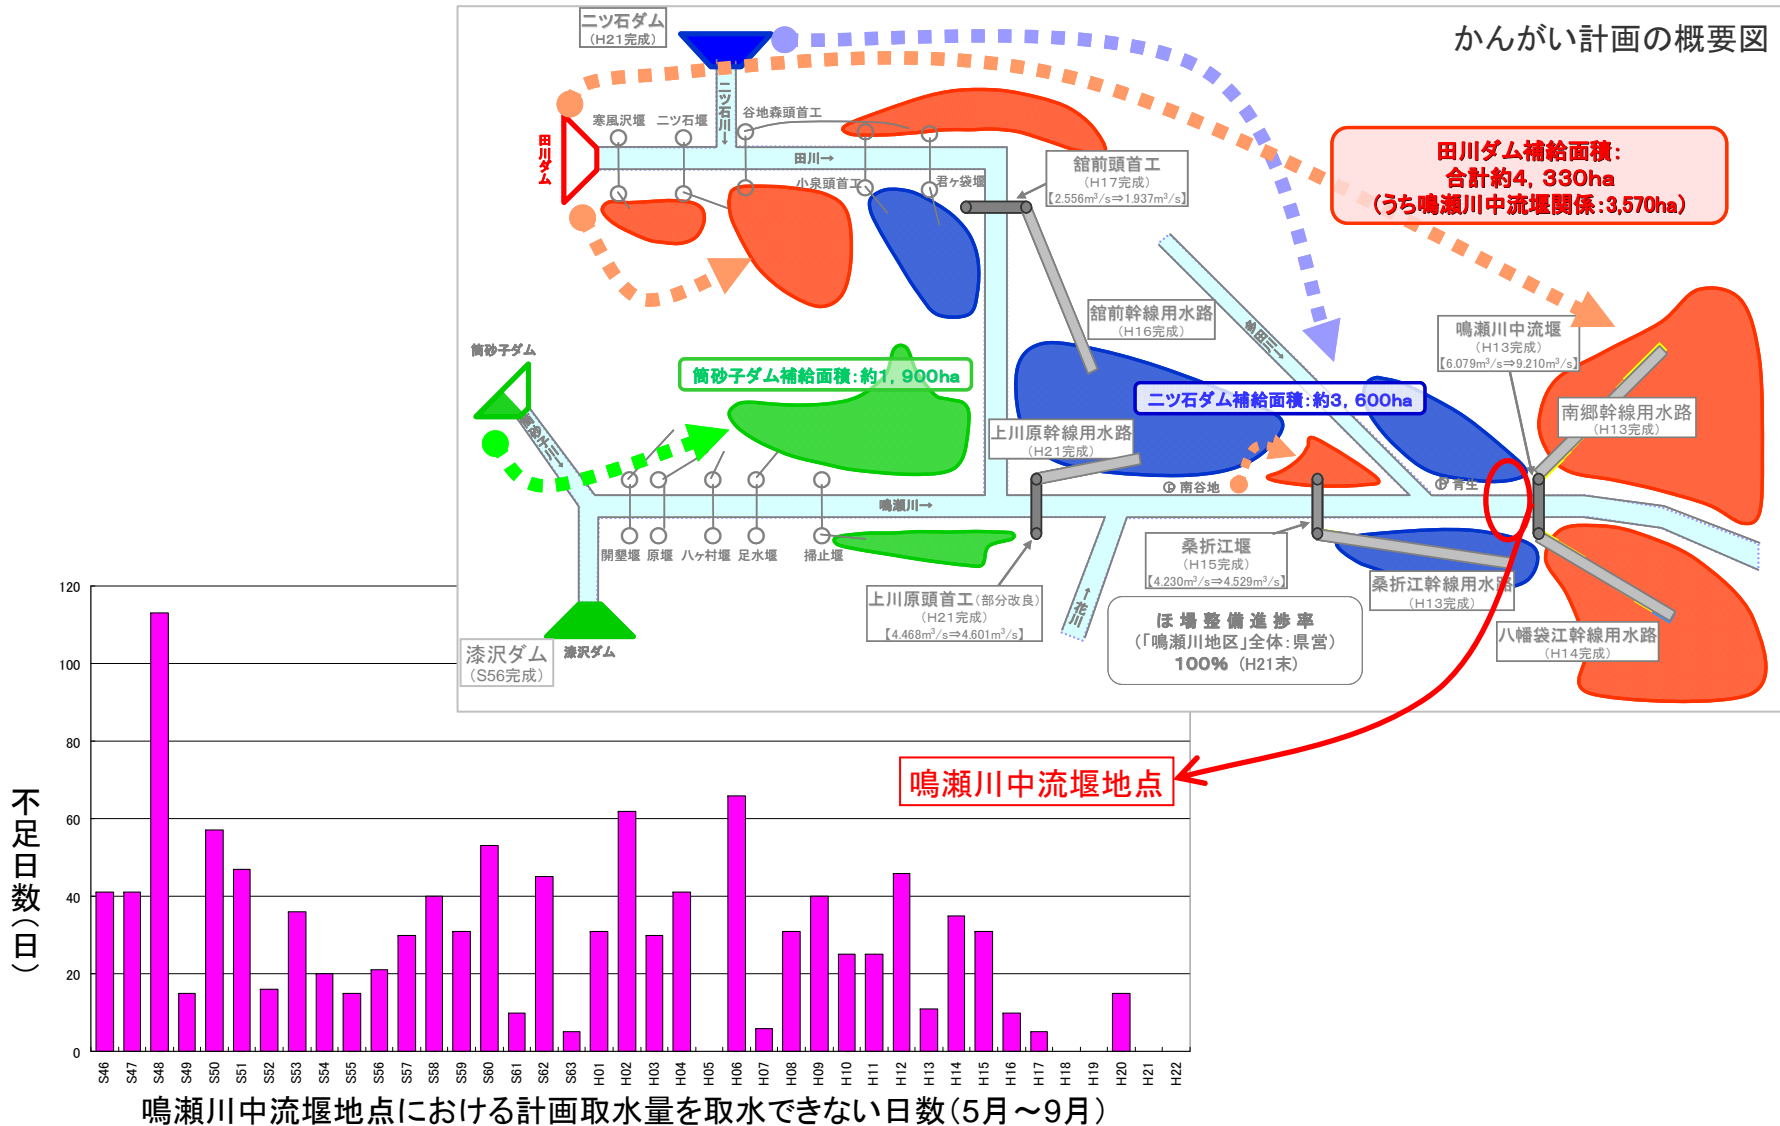 かんがい計画の概要図
二ツ石ダム
（H21完成）
二ツ石川→
寒風沢堰
二ツ石堰
谷地森頭首工
田川ダム
田川→
小泉頭首工
君ヶ袋堰
舘前頭首工
（H17完成）
【2.556m³/s⇒1.937m³/s】
田川ダム補給面積：
合計約4，330ha
（うち鳴瀬川中流堰関係：3,570ha）
舘前幹線用水路
（H16完成）
鳴瀬川中流堰
（H13完成）
【6.079m³/s⇒9.210m³/s】
筒砂子ダム
筒砂子ダム補給面積：約1，900ha
二ツ石ダム補給面積：約3，600ha
南郷幹線用水路
（H13完成）
上川原幹線用水路
（H21完成）
南谷地
青生
鳴瀬川→
開墾堰
原堰
八ヶ村堰
足水堰
掃止堰
桑折江堰
（H15完成）
【4.230m³/s⇒4.529m³/s】
桑折江幹線用水路
（H13完成）
上川原頭首工（部分改良）
（H21完成）
【4.468m³/s⇒4.601m³/s】
←花川
ほ場整備進捗率
（「鳴瀬川地区」全体：県営）
100%（H21末）
八幡袋江幹線用水路
（H14完成）
漆沢ダム
（S56完成）
漆沢ダム
鳴瀬川中流堰地点
不足日数（日）
120
100
80
60
40
20
0
S46 S47 S48 S49 S50 S51 S52 S53 S54 S55 S56 S57 S58 S59 S60 S61 S62 S63 H01 H02 H03 H04 H05 H06 H07 H08 H09 H10 H11 H12 H13 H14 H15 H16 H17 H18 H19 H20 H21 H22
鳴瀬川中流堰地点における計画取水量を取水できない日数（5月～9月）